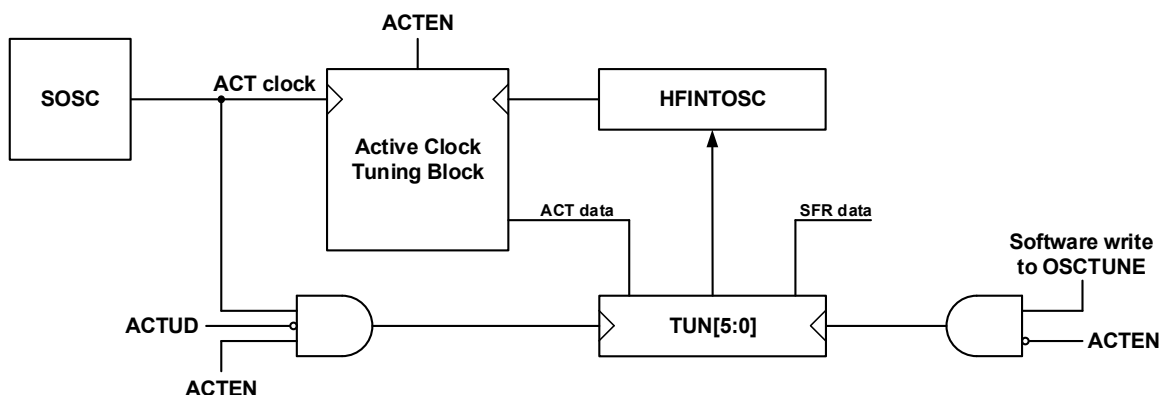 ACTEN
SOSC
ACT clock
HFINTOSC
Active Clock
Tuning Block
ACT data
SFR data
Software write
to OSCTUNE
ACTUD
TUN[5:0]
ACTEN
ACTEN